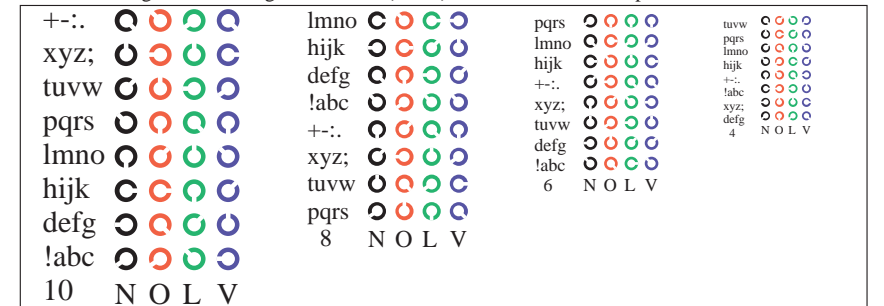 +-:.
xyz;
tuvw
pqrs
lmno
hijk
defg
!abc
10 N O L V
lmno
hijk
defg
!abc
+-:.
xyz;
tuvw
pqrs
8 N O L V
pqrs
lmno
hijk
+-:.
xyz;
tuvw
defg
!abc
6 N O L V
tuvw
pqrs
lmno
hijk
+-:.
!abc
xyz;
defg
4 N O L V